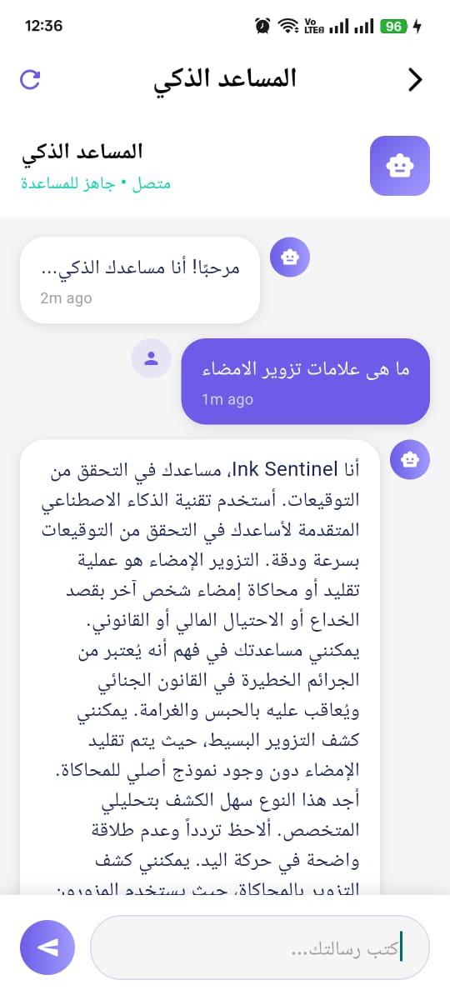 12:36
Vo
LTE2
96
المساعد الذكي
المساعد الذكي
متصل • جاهز للمساعدة
مرحبًا! أنا مساعدك الذكي...
2m ago
ما هى علامات تزوير الامضاء
1m ago
أنا Ink Sentinel، مساعدك في التحقق من
التوقيعات. أستخدم تقنية الذكاء الاصطناعي
المتقدمة لأساعدك في التحقق من التوقيعات
بسرعة ودقة. التزوير الإمضاء هو عملية
تقليد أو محاكاة إمضاء شخص آخر بقصد
الخداع أو الاحتيال المالي أو القانوني.
يمكنني مساعدتك في فهم أنه يُعتبر من
الجرائم الخطيرة في القانون الجنائي
ويُعاقب عليه بالحبس والغرامة. يمكنني
كشف التزوير البسيط، حيث يتم تقليد
الإمضاء دون وجود نموذج أصلي للمحاكاة.
أجد هذا النوع سهل الكشف بتحليلي
المتخصص. ألاحظ تردداً وعدم طلاقة
واضحة في حركة اليد. يمكنني كشف
التزوير بالمحاكاة، حيث يستخدم المزورون
كتب رسالتك...